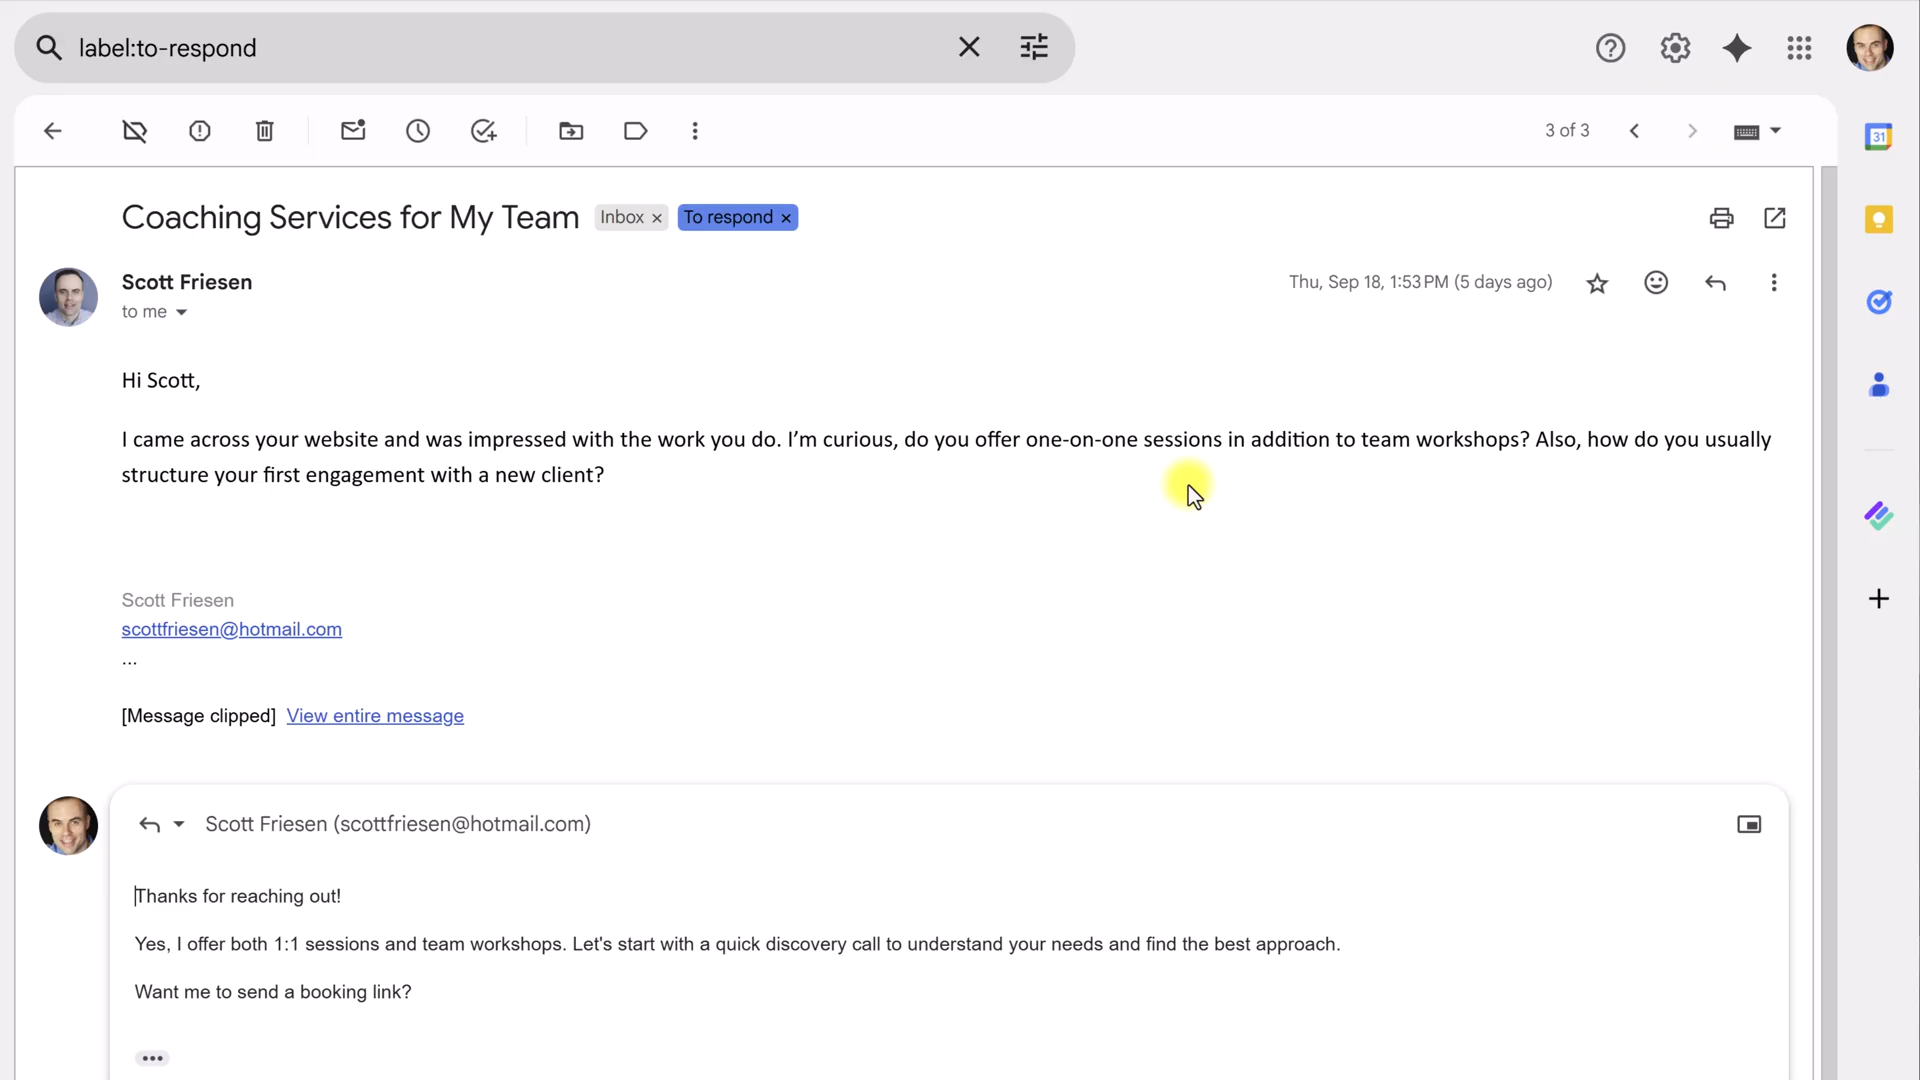 label:to-respond
3 of 3
31
Coaching Services for My Team Inbox × To respond ×
Scott Friesen
Thu, Sep 18, 1:53 PM (5 days ago)
to me
Hi Scott,
I came across your website and was impressed with the work you do. I’m curious, do you offer one-on-one sessions in addition to team workshops? Also, how do you usually
structure your first engagement with a new client?
Scott Friesen
scottfriesen@hotmail.com
...
[Message clipped] View entire message
Scott Friesen (scottfriesen@hotmail.com)
Thanks for reaching out!
Yes, I offer both 1:1 sessions and team workshops. Let's start with a quick discovery call to understand your needs and find the best approach.
Want me to send a booking link?